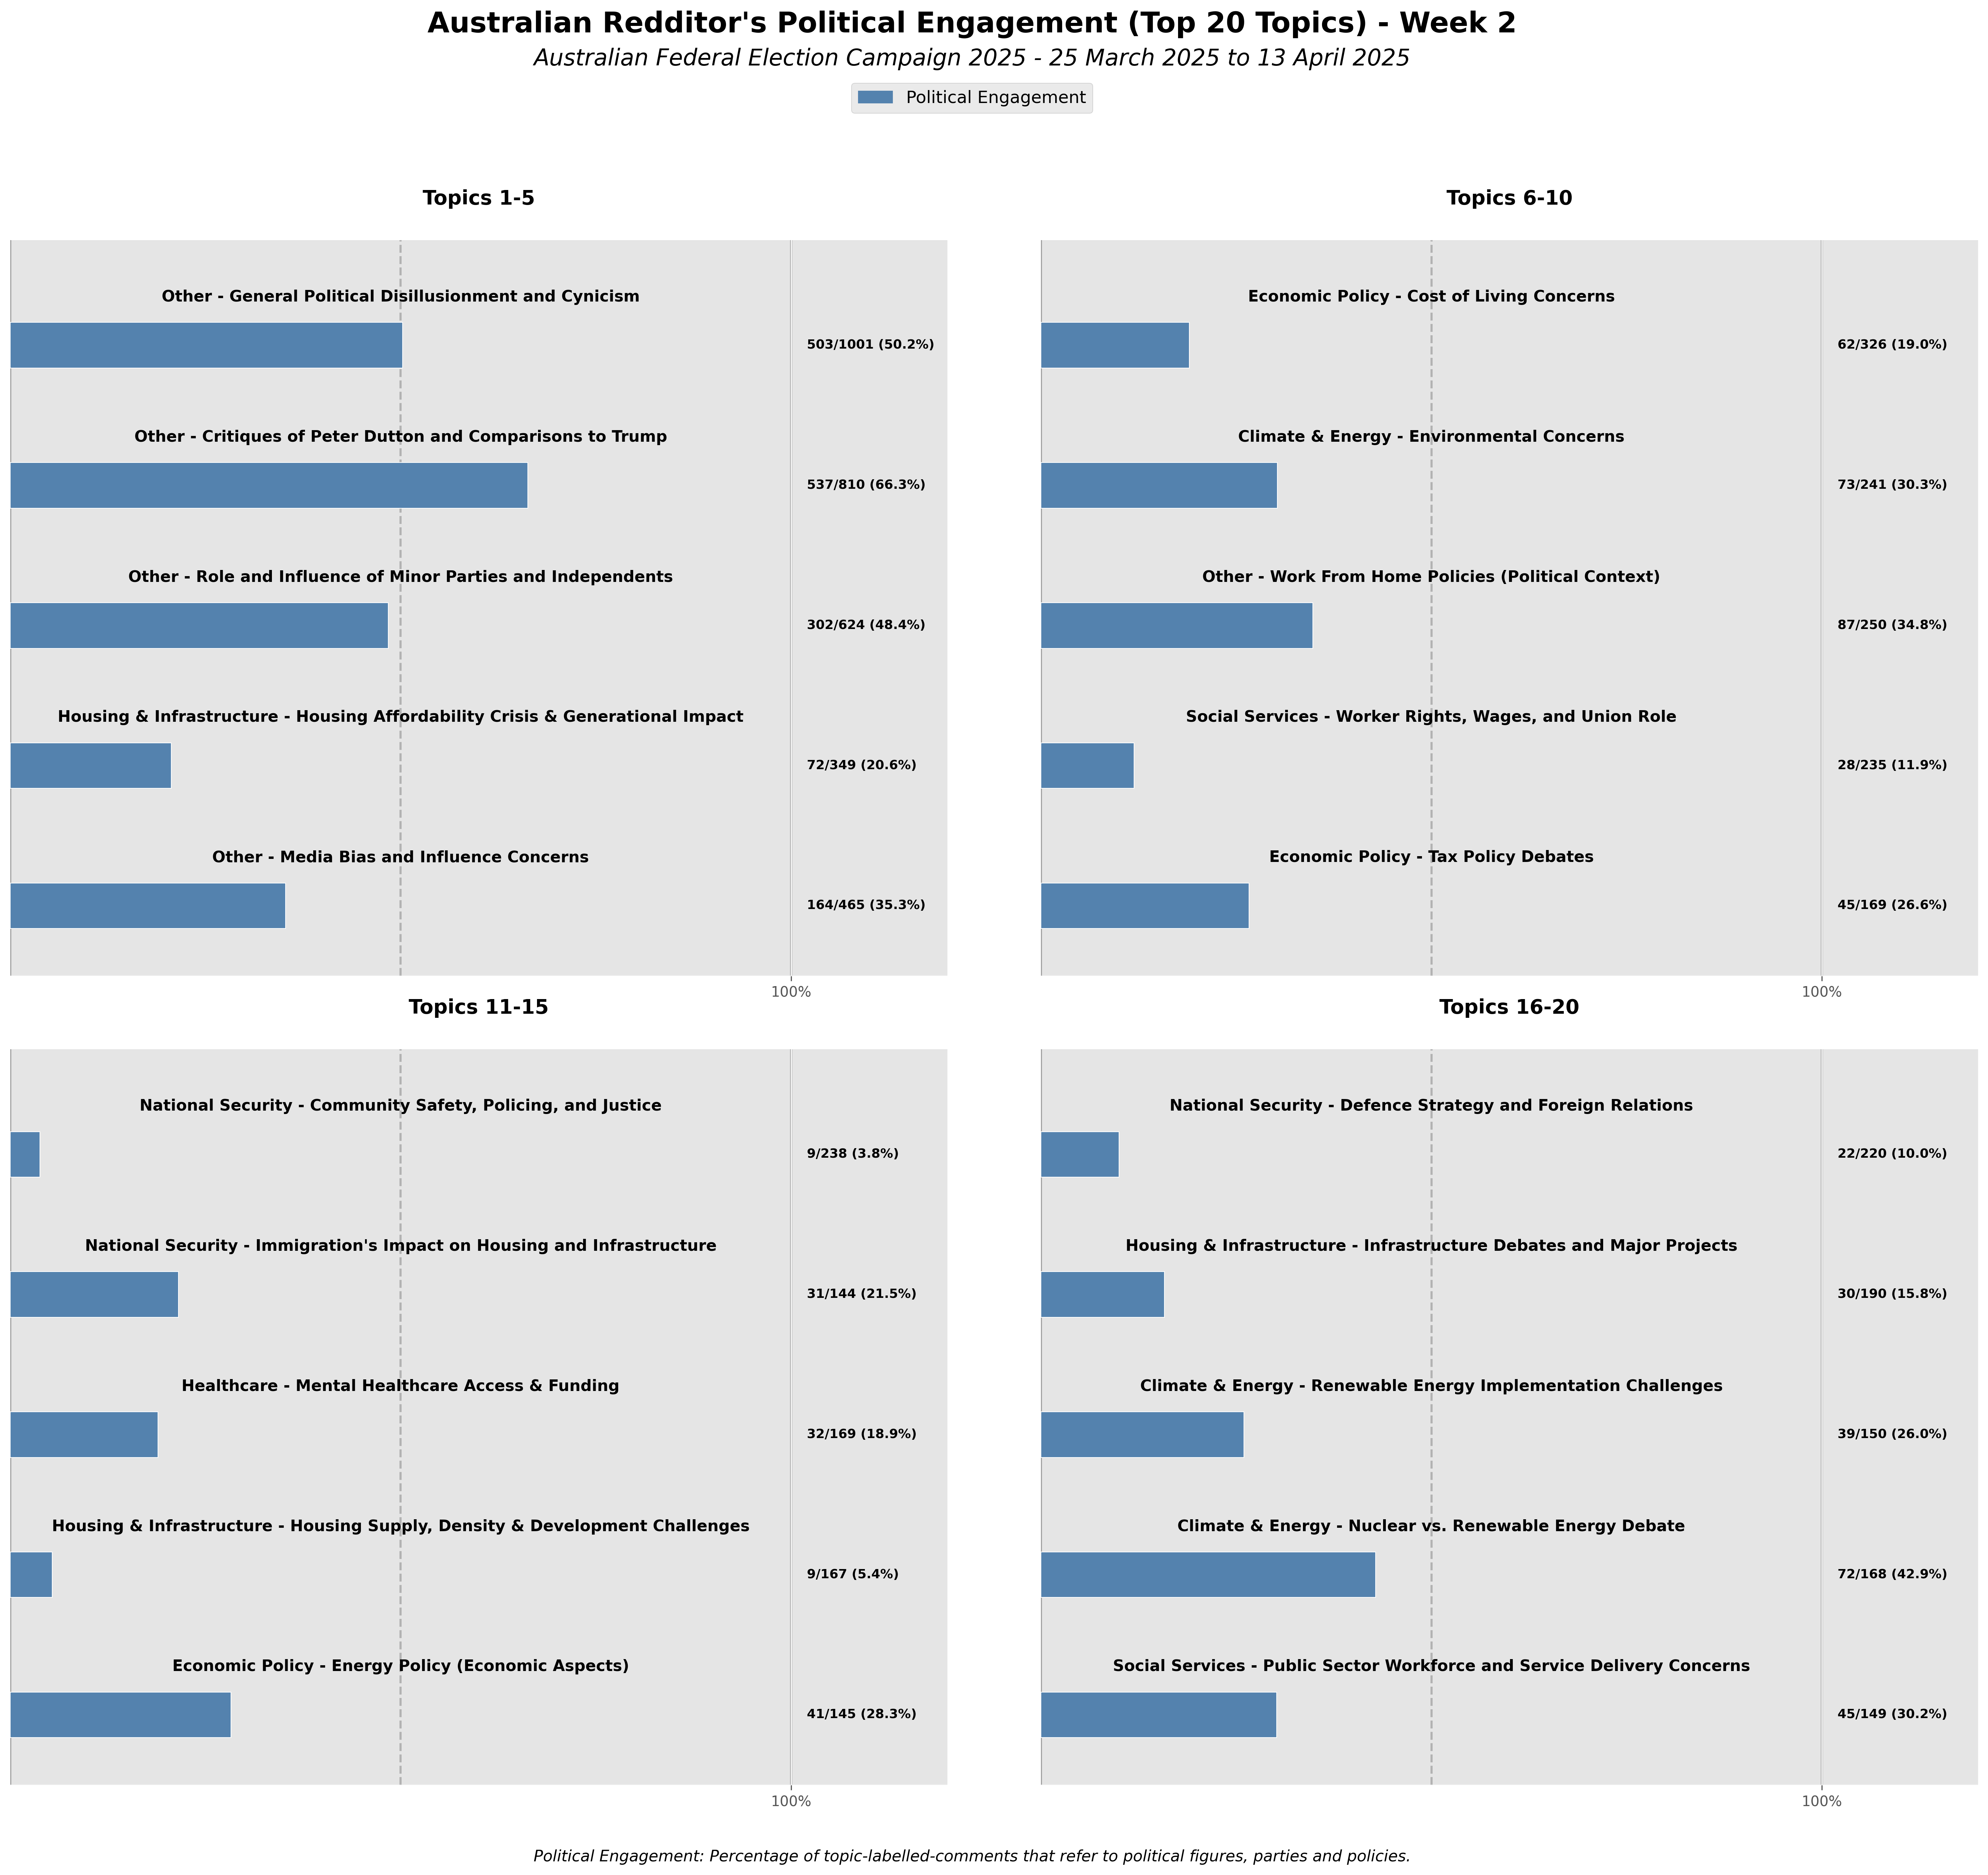 Australian Redditor's Political Engagement (Top 20 Topics) - Week 2
Australian Federal Election Campaign 2025 - 25 March 2025 to 13 April 2025
Political Engagement
Topics 1-5
Other - General Political Disillusionment and Cynicism
503/1001 (50.2%)
Other - Critiques of Peter Dutton and Comparisons to Trump
537/810 (66.3%)
Other - Role and Influence of Minor Parties and Independents
302/624 (48.4%)
Housing & Infrastructure - Housing Affordability Crisis & Generational Impact
72/349 (20.6%)
Other - Media Bias and Influence Concerns
164/465 (35.3%)
100%
Topics 6-10
Economic Policy - Cost of Living Concerns
62/326 (19.0%)
Climate & Energy - Environmental Concerns
73/241 (30.3%)
Other - Work From Home Policies (Political Context)
87/250 (34.8%)
Social Services - Worker Rights, Wages, and Union Role
28/235 (11.9%)
Economic Policy - Tax Policy Debates
45/169 (26.6%)
100%
Topics 11-15
National Security - Community Safety, Policing, and Justice
9/238 (3.8%)
National Security - Immigration's Impact on Housing and Infrastructure
31/144 (21.5%)
Healthcare - Mental Healthcare Access & Funding
32/169 (18.9%)
Housing & Infrastructure - Housing Supply, Density & Development Challenges
9/167 (5.4%)
Economic Policy - Energy Policy (Economic Aspects)
41/145 (28.3%)
100%
Topics 16-20
National Security - Defence Strategy and Foreign Relations
22/220 (10.0%)
Housing & Infrastructure - Infrastructure Debates and Major Projects
30/190 (15.8%)
Climate & Energy - Renewable Energy Implementation Challenges
39/150 (26.0%)
Climate & Energy - Nuclear vs. Renewable Energy Debate
72/168 (42.9%)
Social Services - Public Sector Workforce and Service Delivery Concerns
45/149 (30.2%)
100%
Political Engagement: Percentage of topic-labelled-comments that refer to political figures, parties and policies.